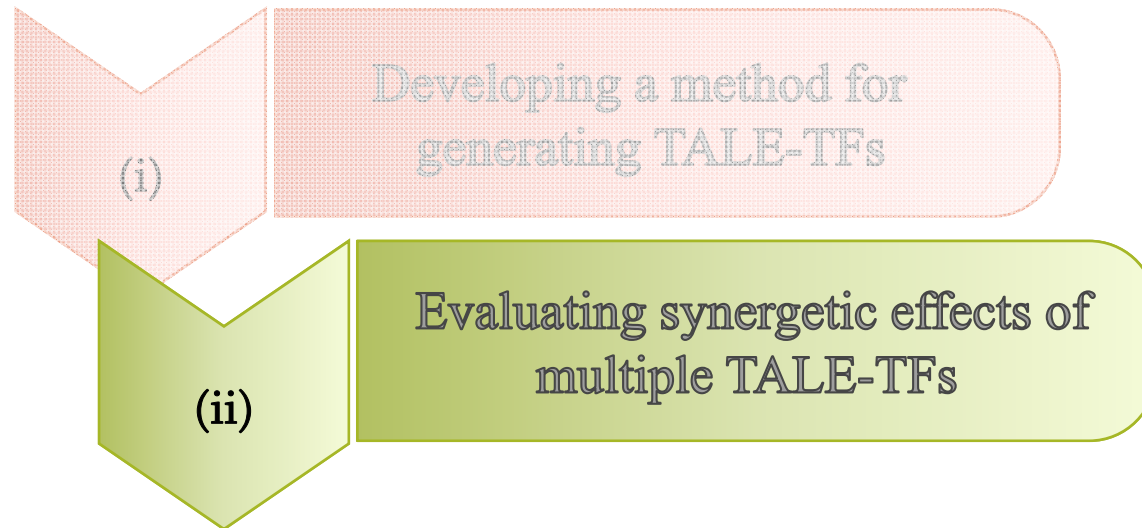 (i)
Developing a method for
generating TALE-TFs
(ii)
Evaluating synergetic effects of
multiple TALE-TFs